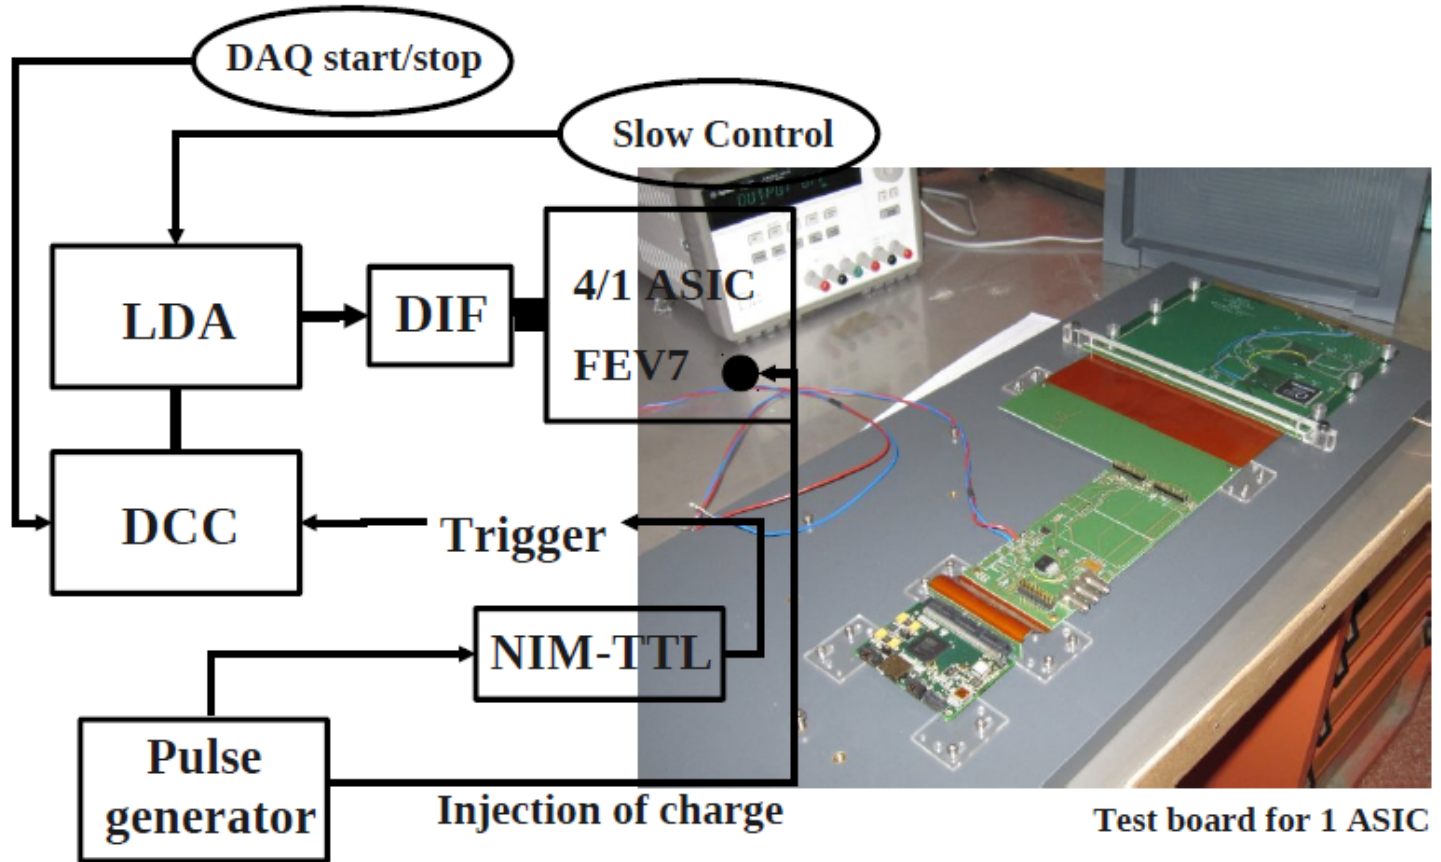 DAQ start/stop
Slow Control
LDA
DIF
4/1 ASIC
FEV7
DCC
Trigger
NIM-TTL
Pulse
generator
Injection of charge
Test board for 1 ASIC